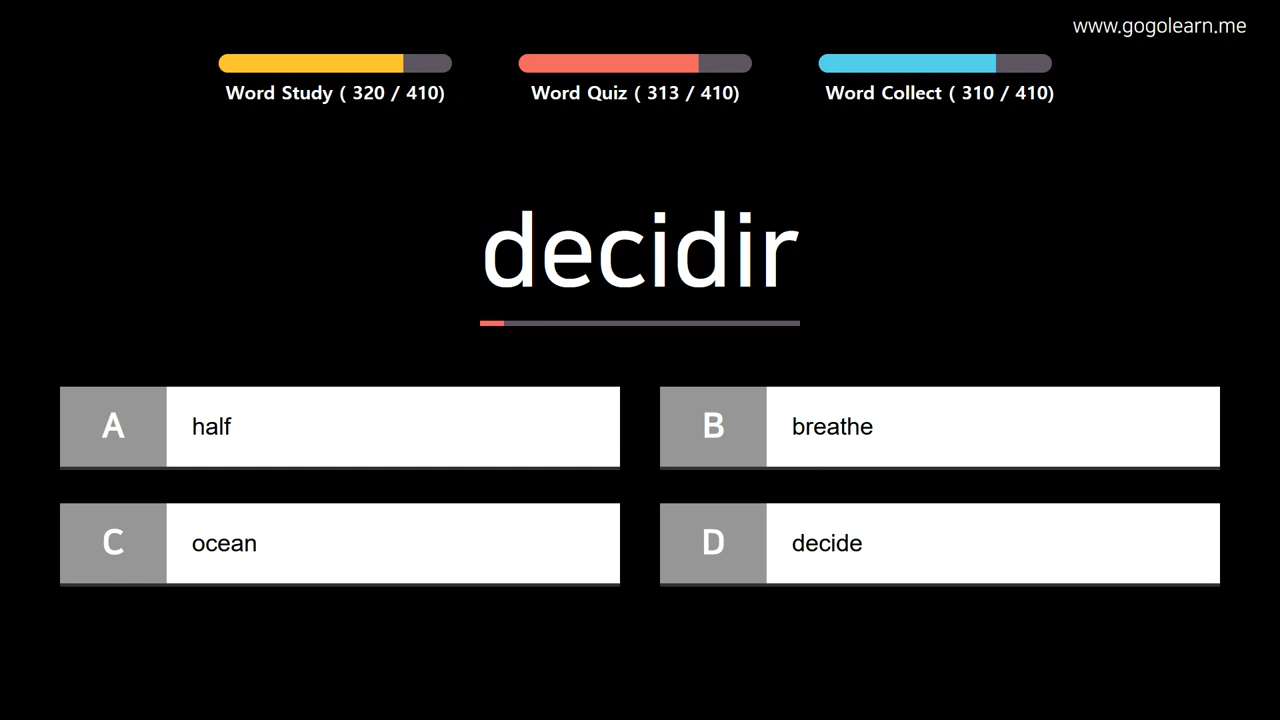 www.gogolearn.me
Word Study ( 320 / 410)
Word Quiz ( 313 / 410)
Word Collect ( 310 / 410)
decidir
A half
B breathe
C ocean
D decide